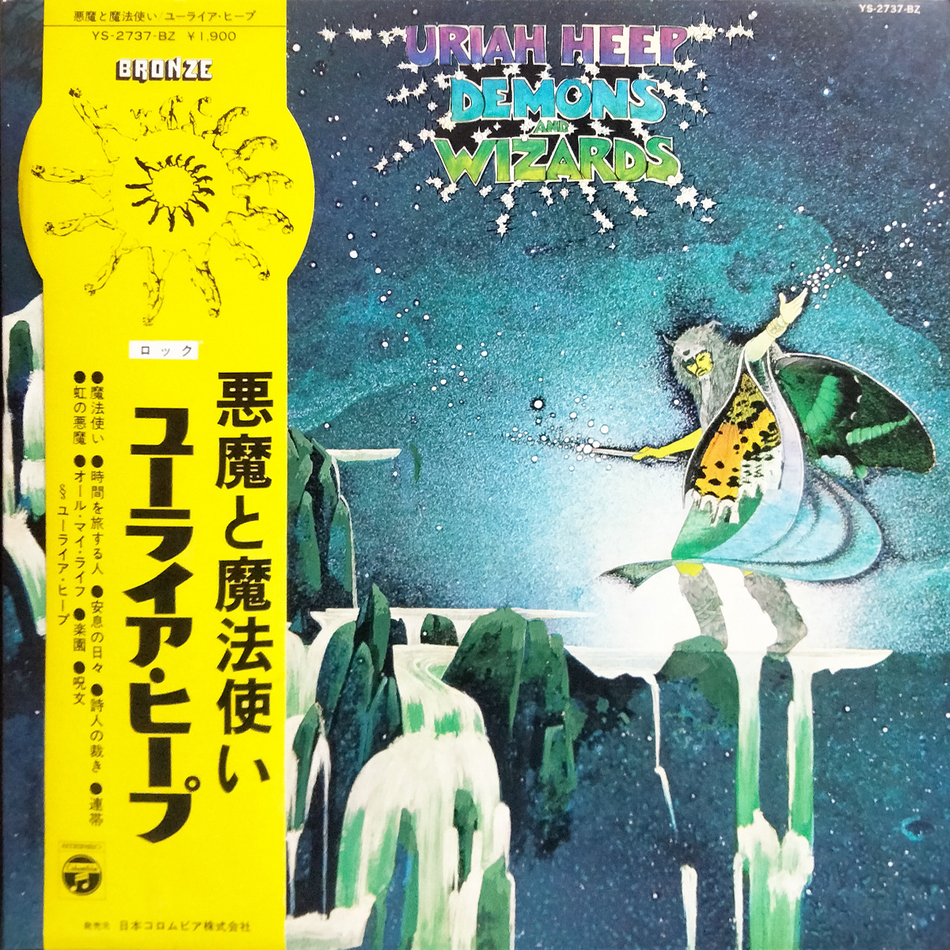 悪魔と魔法使い/ユーライア・ヒープ
YS-2737-BZ ¥1,900
BRONZE
ロック
悪魔と魔法使い
ユーライア・ヒープ
●魔法使い ●時間を旅する人 ●安息の日々 ●詩人の裁き ●連帯
●虹の悪魔 ●オール・マイ・ライフ ●楽園 ●呪文
§ユーライア・ヒープ
Columbia
発売元 日本コロムビア株式会社
YS-2737-BZ
URIAH HEEP
DEMONS
AND
WIZARDS